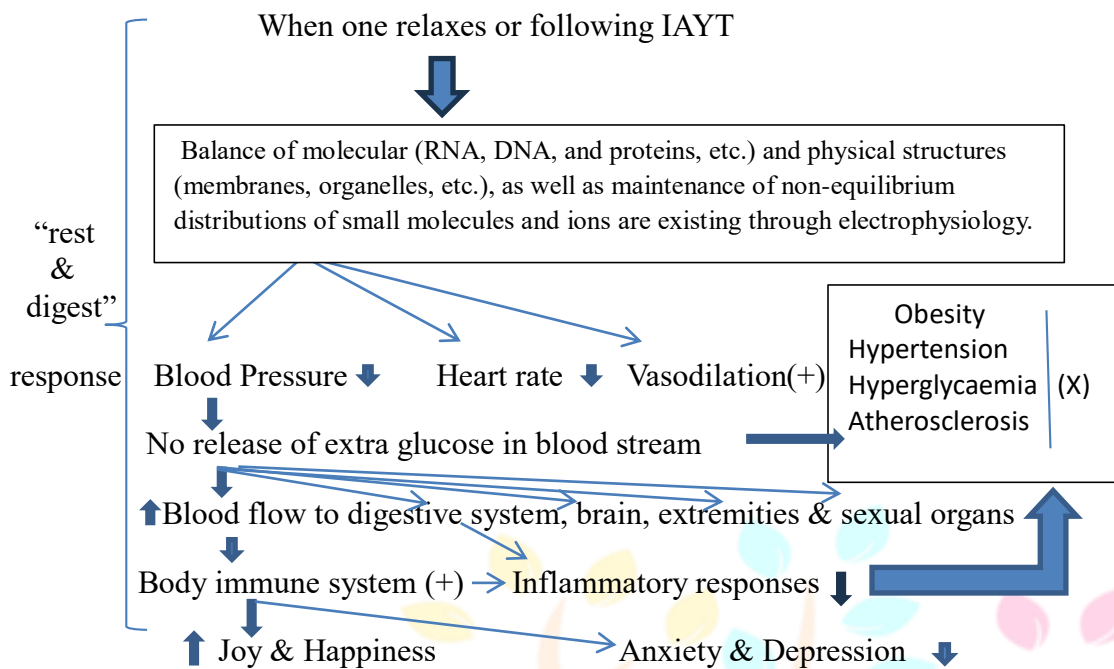 When one relaxes or following IAYT
Balance of molecular (RNA, DNA, and proteins, etc.) and physical structures
(membranes, organelles, etc.), as well as maintenance of non-equilibrium
distributions of small molecules and ions are existing through electrophysiology.
“rest
&
digest”
response
Blood Pressure
Heart rate
Vasodilation(+)
Obesity
Hypertension
Hyperglycaemia
Atherosclerosis
(X)
No release of extra glucose in blood stream
Blood flow to digestive system, brain, extremities & sexual organs
Body immune system (+)
Inflammatory responses
Joy & Happiness
Anxiety & Depression